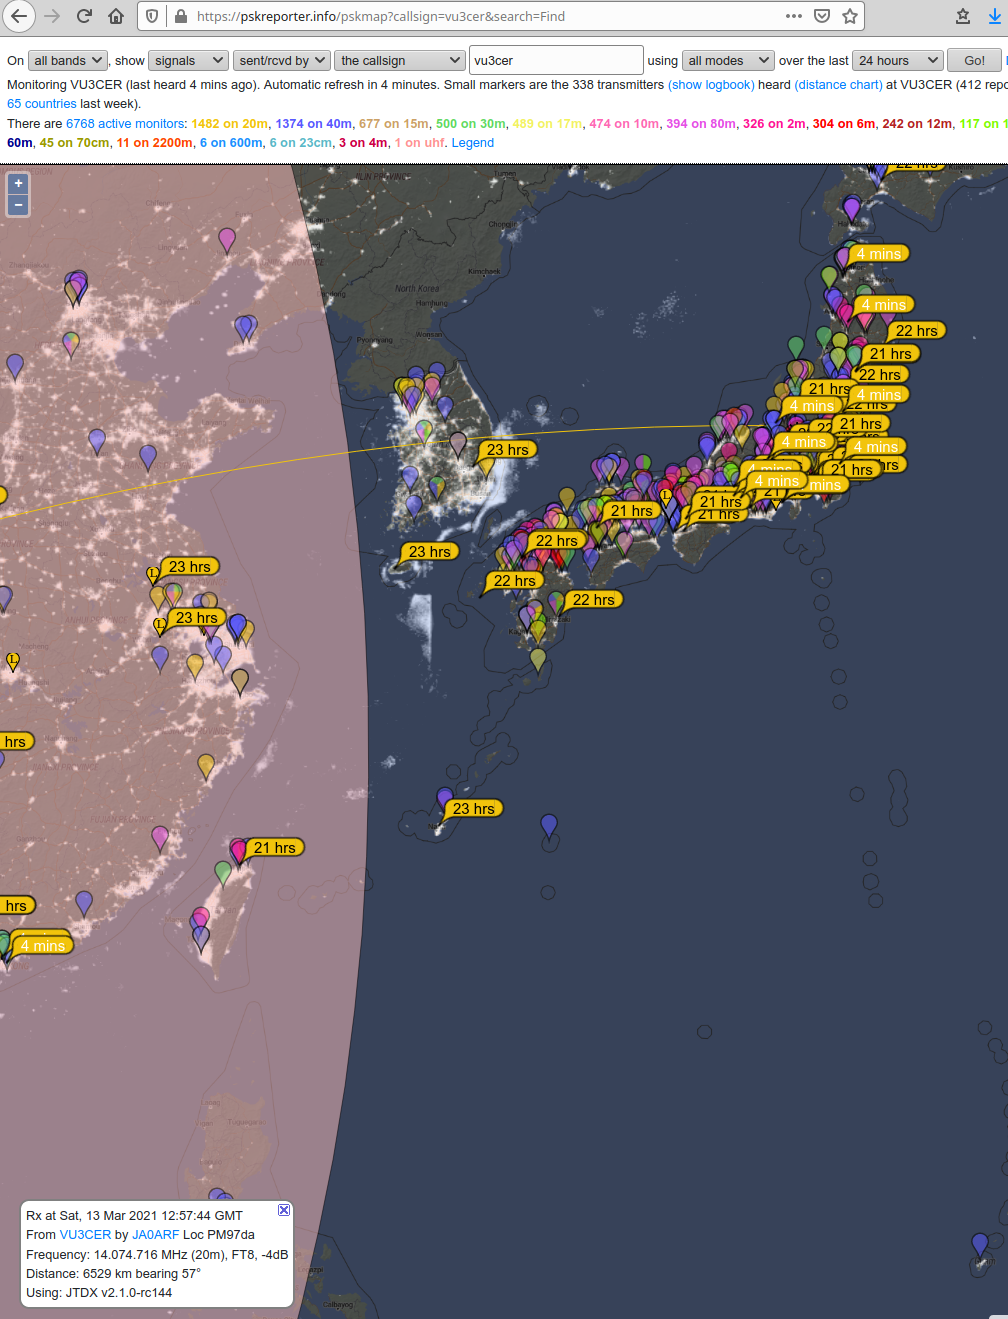 https://pskreporter.info/pskmap?callsign=vu3cer&search=Find
On all bands , show signals sent/rcvd by the callsign vu3cer using all modes over the last 24 hours Go!
Monitoring VU3CER (last heard 4 mins ago). Automatic refresh in 4 minutes. Small markers are the 338 transmitters (show logbook) heard (distance chart) at VU3CER (412 repo
65 countries last week).
There are 6768 active monitors: 1482 on 20m, 1374 on 40m, 677 on 15m, 500 on 30m, 489 on 17m, 474 on 10m, 394 on 80m, 326 on 2m, 304 on 6m, 242 on 12m, 117 on 1
60m, 45 on 70cm, 11 on 2200m, 6 on 600m, 6 on 23cm, 3 on 4m, 1 on uhf. Legend
+
−
22 hrs
Chongjin
4 mins
Kimchaek
North Korea
Hamhung
4 mins
Wonsan
22 hrs
Pyongyang
21 hrs
22 hrs
21 hrs
4 mins
4 mins
21 hrs
4 mins
4 mins
23 hrs
4 mins
21 hrs
4 mins
mins
21 hrs
21 hrs
21 hrs
22 hrs
23 hrs
23 hrs
22 hrs
22 hrs
23 hrs
hrs
23 hrs
21 hrs
hrs
4 mins
Tuguegarao
Rx at Sat, 13 Mar 2021 12:57:44 GMT
From VU3CER by JA0ARF Loc PM97da
Frequency: 14.074.716 MHz (20m), FT8, -4dB
Distance: 6529 km bearing 57°
Using: JTDX v2.1.0-rc144
Calbayog